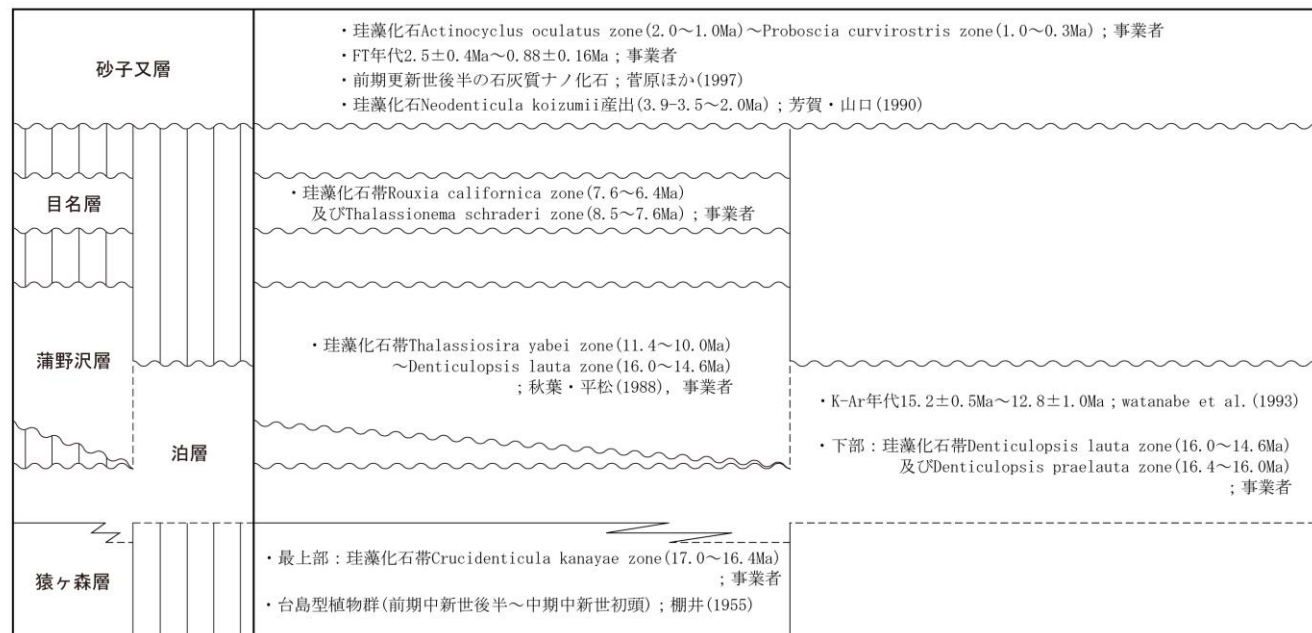 砂子又層
・珪藻化石Actinocyclus oculatus zone(2.0～1.0Ma)～Proboscia curvirostris zone(1.0～0.3Ma)；事業者
・FT年代2.5±0.4Ma～0.88±0.16Ma；事業者
・前期更新世後半の石灰質ナノ化石；菅原ほか(1997)
・珪藻化石Neodenticula koizumii産出(3.9-3.5～2.0Ma)；芳賀・山口(1990)
目名層
・珪藻化石帯Rouxia californica zone(7.6～6.4Ma)
及びThalassionema schraderi zone(8.5～7.6Ma)；事業者
蒲野沢層
・珪藻化石帯Thalassiosira yabei zone(11.4～10.0Ma)
～Denticulopsis lauta zone(16.0～14.6Ma)
；秋葉・平松(1988)，事業者
泊層
・K-Ar年代15.2±0.5Ma～12.8±1.0Ma；watanabe et al.(1993)
・下部：珪藻化石帯Denticulopsis lauta zone(16.0～14.6Ma)
及びDenticulopsis praelauta zone(16.4～16.0Ma)
；事業者
猿ヶ森層
・最上部：珪藻化石帯Crucidenticula kanayae zone(17.0～16.4Ma)
；事業者
・台島型植物群(前期中新世後半～中期中新世初頭)；棚井(1955)